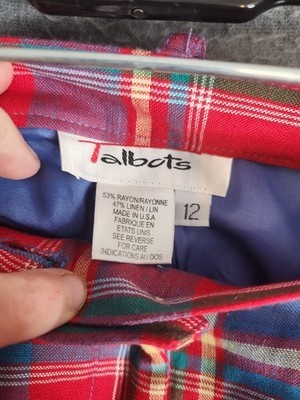 Talbots
53% RAYON/RAYONNE
47% LINEN / LIN
MADE IN U.S.A.
FABRIQUE EN
ETATS UNIS
SEE REVERSE
FOR CARE
INDICATIONS AU DOS
12